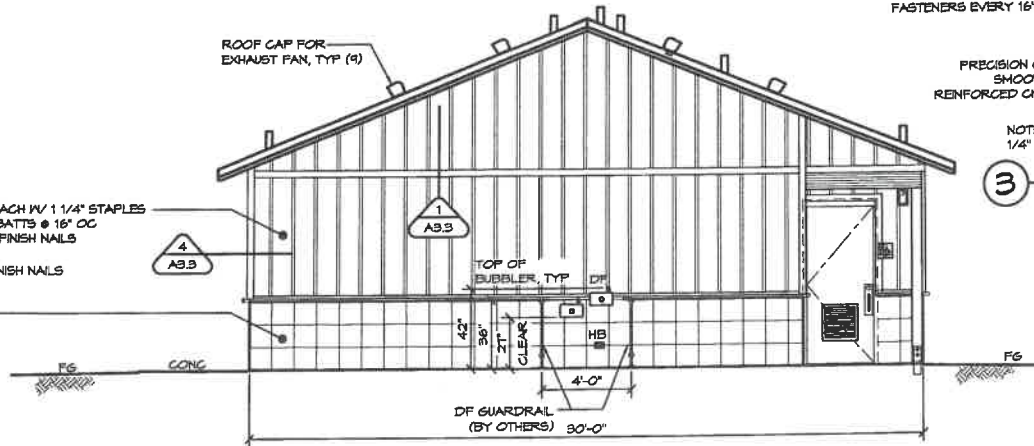 FASTENERS EVERY 16"
ROOF CAP FOR
EXHAUST FAN, TYP (9)
PRECISION
SMOO
REINFORCED C
NOT
1/4"
3
ACH W/ 1 1/4" STAPLES
BATTS @ 16" OC
FINISH NAILS
NISH NAILS
4
A3.3
1
A3.3
TOP OF
BUBBLER, TYP
DF
42"
36"
27"
CLEAR
HB
FG
CONC
FG
4'-0"
DF GUARDRAIL
(BY OTHERS)
30'-0"